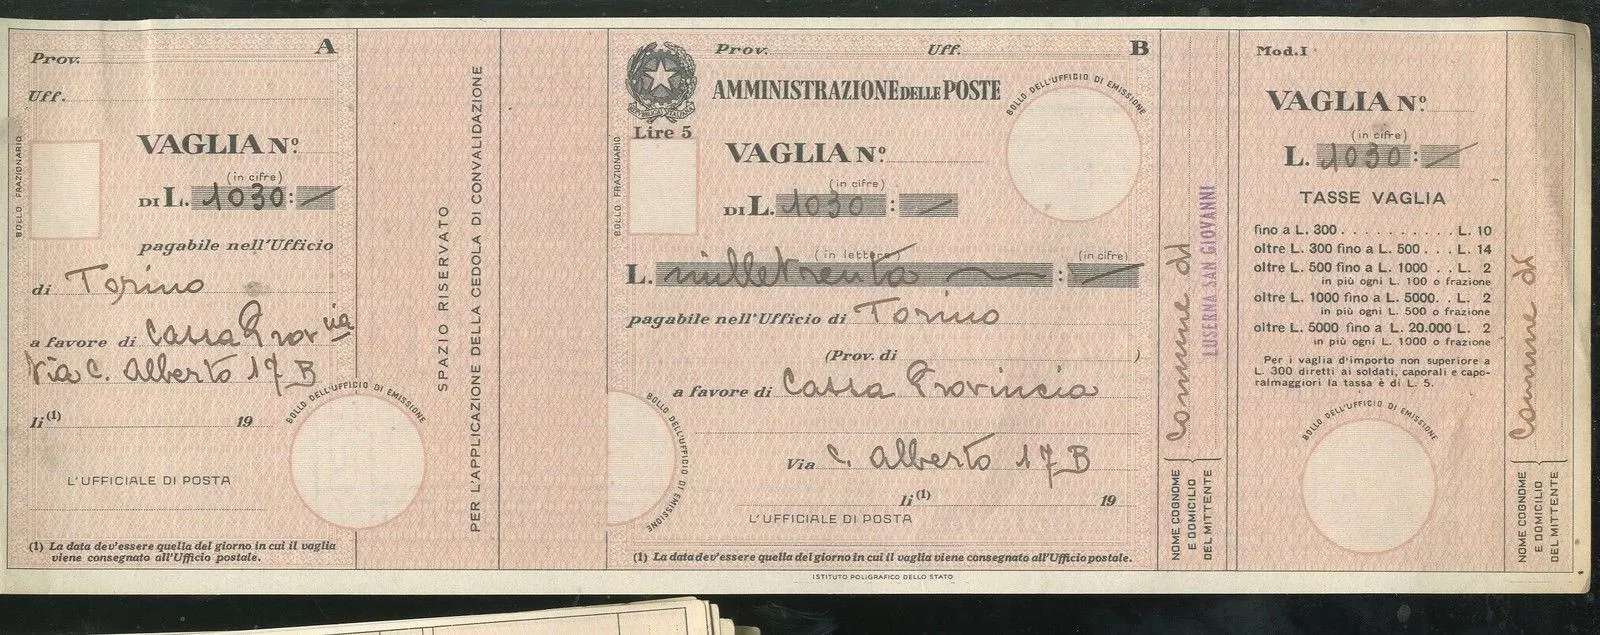 A
Prov.
Uff.
BOLLO FRAZIONARIO
VAGLIA N.º
(in cifre)
DI L. 1030:—
pagabile nell'Ufficio
di Torino
a favore di Cassa Prov cia
Via C. Alberto 17 B
li (1) 19
BOLLO DELL'UFFICIO DI EMISSIONE
L'UFFICIALE DI POSTA
(1) La data dev'essere quella del giorno in cui il vaglia
viene consegnato all'Ufficio postale.
SPAZIO RISERVATO
PER L'APPLICAZIONE DELLA CEDOLA DI CONVALIDAZIONE
Prov. Uff. B
REPUBBLICA ITALIANA
AMMINISTRAZIONE DELLE POSTE
BOLLO DELL'UFFICIO DI EMISSIONE
Lire 5
BOLLO FRAZIONARIO
VAGLIA N.º
(in cifre)
DI L. 1030:—
(in lettere) (in cifre)
L. milletrenta — : —
pagabile nell'Ufficio di Torino
(Prov. di )
a favore di Cassa Provincia
Via C. Alberto 17 B
BOLLO DELL'UFFICIO DI EMISSIONE
li (1) 19
L'UFFICIALE DI POSTA
(1) La data dev'essere quella del giorno in cui il vaglia viene consegnato all'Ufficio postale.
ISTITUTO POLIGRAFICO DELLO STATO
Comune di
LUSERNA SAN GIOVANNI
NOME COGNOME
E DOMICILIO
DEL MITTENTE
Mod. I
VAGLIA N.º
(in cifre)
L. 1030:—
TASSE VAGLIA
fino a L. 300 . . . . . . . . . . L. 10
oltre L. 300 fino a L. 500 . . . L. 14
oltre L. 500 fino a L. 1000 . . L. 2
in più ogni L. 100 o frazione
oltre L. 1000 fino a L. 5000. . L. 2
in più ogni L. 500 o frazione
oltre L. 5000 fino a L. 20.000 L. 2
in più ogni L. 1000 o frazione
Per i vaglia d'importo non superiore a
L. 300 diretti ai soldati, caporali e capo-
ralmaggiori la tassa è di L. 5.
BOLLO DELL'UFFICIO DI EMISSIONE
Comune di
NOME COGNOME
E DOMICILIO
DEL MITTENTE